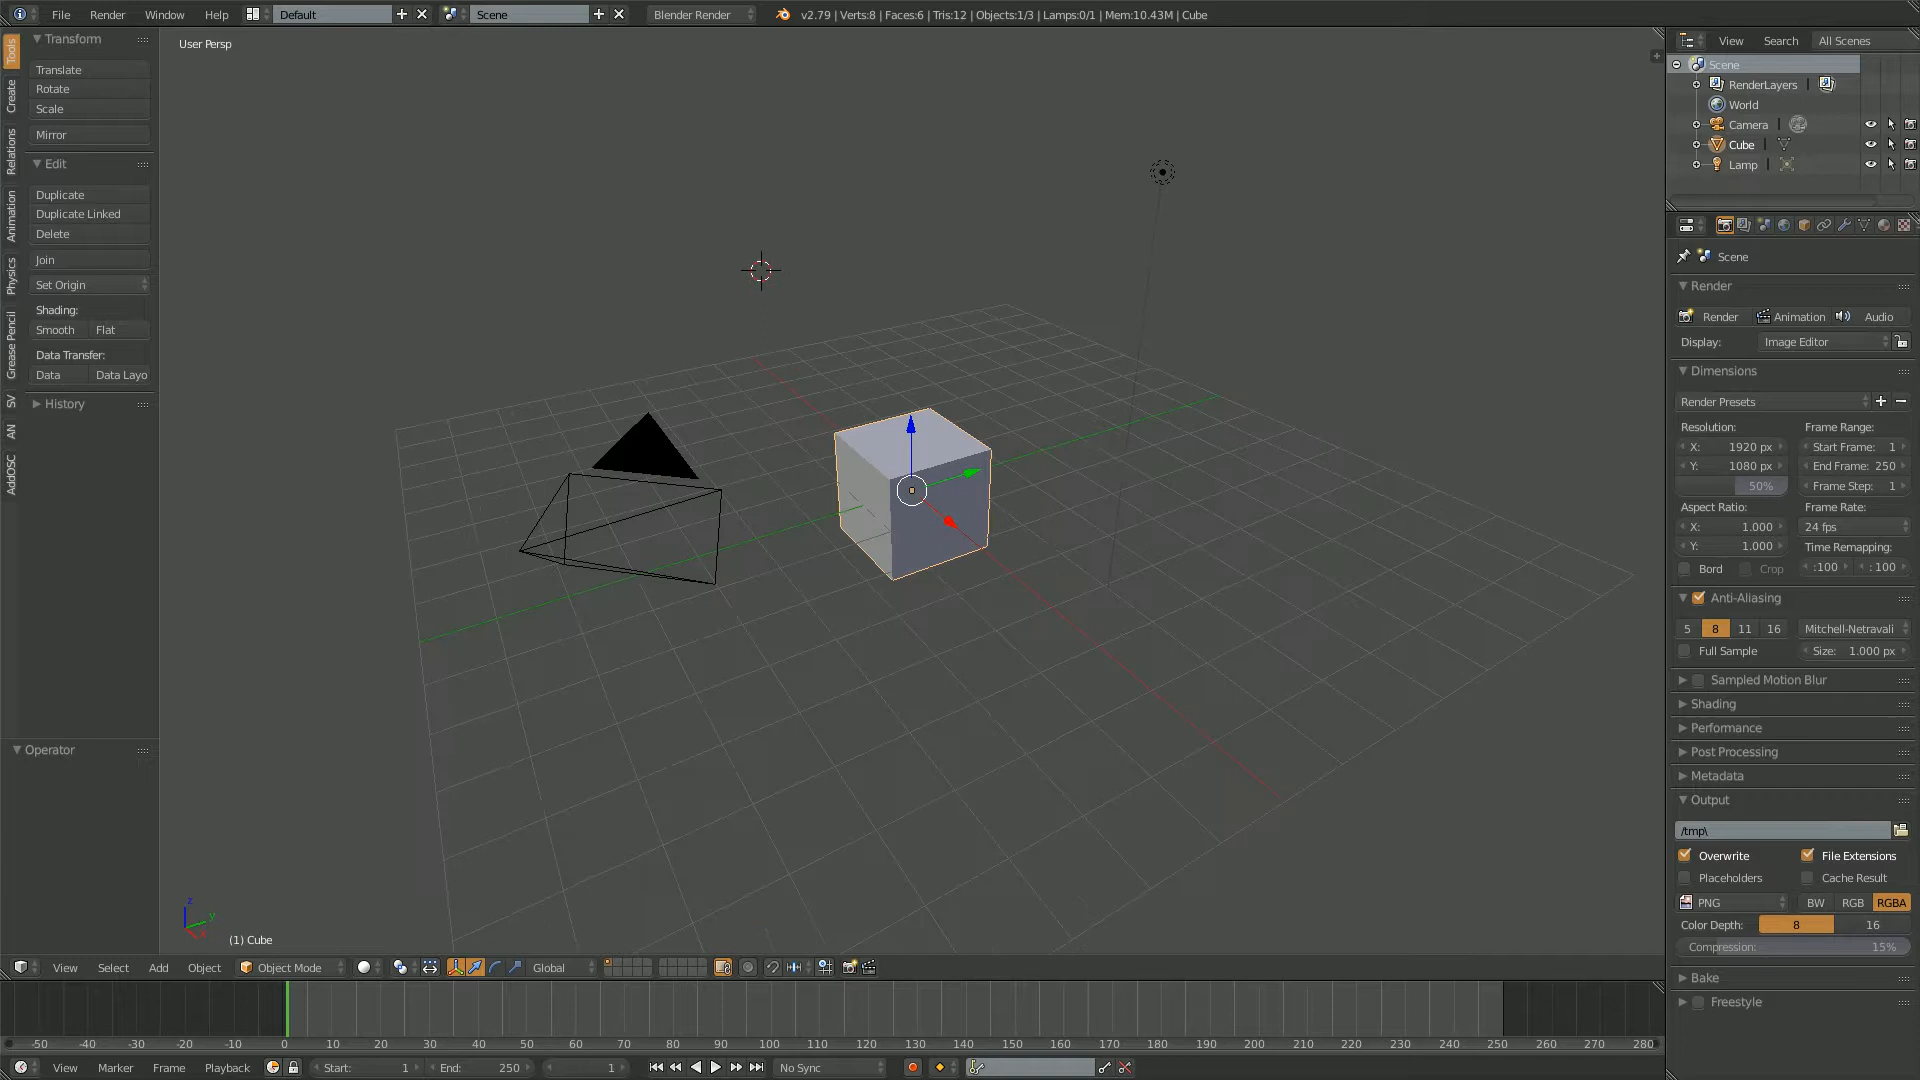 File Render Window Help Default Scene Blender Render v2.79 | Verts:8 | Faces:6 | Tris:12 | Objects:1/3 | Lamps:0/1 | Mem:10.43M | Cube
Tools
Create
Relations
Animation
Physics
Grease Pencil
SV
AN
AddOSC
Transform
Translate
Rotate
Scale
Mirror
Edit
Duplicate
Duplicate Linked
Delete
Join
Set Origin
Shading:
Smooth Flat
Data Transfer:
Data Data Layo
History
Operator
User Persp
z
y
x
(1) Cube
View Search All Scenes
Scene
RenderLayers |
World
Camera |
Cube |
Lamp |
Scene
Render
Render Animation Audio
Display: Image Editor
Dimensions
Render Presets
Resolution: Frame Range:
X: 1920 px Start Frame: 1
Y: 1080 px End Frame: 250
50% Frame Step: 1
Aspect Ratio: Frame Rate:
X: 1.000 24 fps
Y: 1.000 Time Remapping:
Bord Crop :100 : 100
Anti-Aliasing
5 8 11 16 Mitchell-Netravali
Full Sample Size: 1.000 px
Sampled Motion Blur
Shading
Performance
Post Processing
Metadata
Output
/tmp\
Overwrite File Extensions
Placeholders Cache Result
PNG BW RGB RGBA
Color Depth: 8 16
Compression: 15%
Bake
Freestyle
View Select Add Object Object Mode Global
-50 -40 -30 -20 -10 0 10 20 30 40 50 60 70 80 90 100 110 120 130 140 150 160 170 180 190 200 210 220 230 240 250 260 270 280
View Marker Frame Playback Start: 1 End: 250 1 No Sync